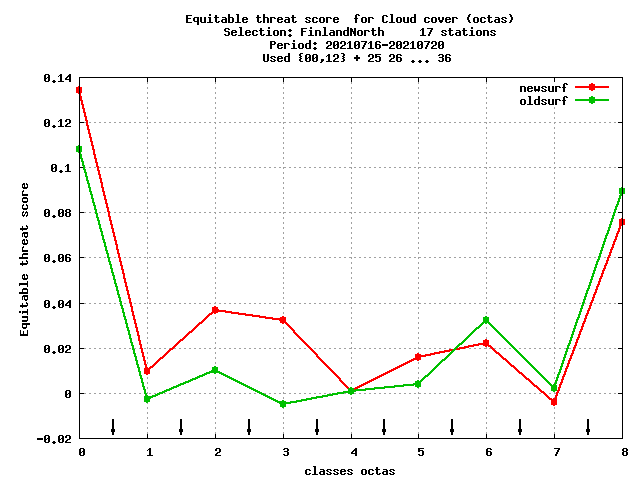 Equitable threat score  for Cloud cover (octas)
Selection: FinlandNorth     17 stations
Period: 20210716-20210720
Used {00,12} + 25 26 ... 36
newsurf
oldsurf
Equitable threat score
0.14
0.12
0.1
0.08
0.06
0.04
0.02
0
-0.02
0 1 2 3 4 5 6 7 8
classes octas